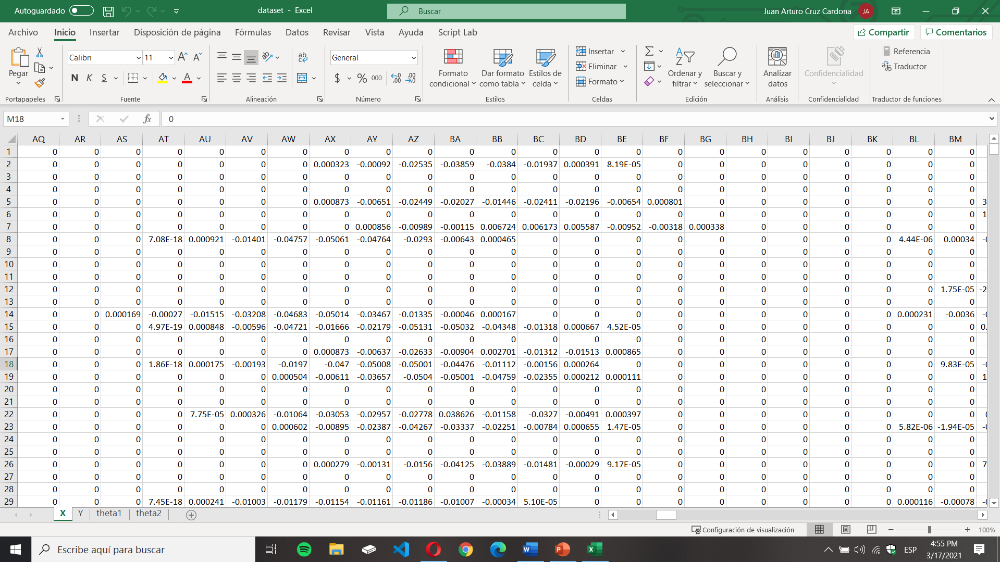 Autoguardado dataset - Excel Buscar Juan Arturo Cruz Cardona JA
Archivo Inicio Insertar Disposición de página Fórmulas Datos Revisar Vista Ayuda Script Lab Compartir Comentarios
Pegar Calibri 11 General Formato condicional Dar formato como tabla Estilos de celda Insertar Eliminar Formato Ordenar y filtrar Buscar y seleccionar Analizar datos Confidencialidad Referencia Traductor
N K S ab $ % 000
Portapapeles Fuente Alineación Número Estilos Celdas Edición Análisis Confidencialidad Traductor de funciones
M18 fx 0
AQ AR AS AT AU AV AW AX AY AZ BA BB BC BD BE BF BG BH BI BJ BK BL BM
1 0 0 0 0 0 0 0 0 0 0 0 0 0 0 0 0 0 0 0 0 0 0 0
2 0 0 0 0 0 0 0 0.000323 -0.00092 -0.02535 -0.03859 -0.0384 -0.01937 0.000391 8.19E-05 0 0 0 0 0 0 0 0
3 0 0 0 0 0 0 0 0 0 0 0 0 0 0 0 0 0 0 0 0 0 0 0
4 0 0 0 0 0 0 0 0 0 0 0 0 0 0 0 0 0 0 0 0 0 0 0
5 0 0 0 0 0 0 0 0.000873 -0.00651 -0.02449 -0.02027 -0.01446 -0.02411 -0.02196 -0.00654 0.000801 0 0 0 0 0 0 0 3
6 0 0 0 0 0 0 0 0 0 0 0 0 0 0 0 0 0 0 0 0 0 0 0 1
7 0 0 0 0 0 0 0 0 0.000856 -0.00989 -0.00115 0.006724 0.006173 0.005587 -0.00952 -0.00318 0.000338 0 0 0 0 0 0
8 0 0 0 7.08E-18 0.000921 -0.01401 -0.04757 -0.05061 -0.04764 -0.0293 -0.00643 0.000465 0 0 0 0 0 0 0 0 0 4.44E-06 0.00034 -0
9 0 0 0 0 0 0 0 0 0 0 0 0 0 0 0 0 0 0 0 0 0 0 0
10 0 0 0 0 0 0 0 0 0 0 0 0 0 0 0 0 0 0 0 0 0 0 0
11 0 0 0 0 0 0 0 0 0 0 0 0 0 0 0 0 0 0 0 0 0 0 0
12 0 0 0 0 0 0 0 0 0 0 0 0 0 0 0 0 0 0 0 0 0 0 1.75E-05 -2
13 0 0 0 0 0 0 0 0 0 0 0 0 0 0 0 0 0 0 0 0 0 0 0
14 0 0 0.000169 -0.00027 -0.01515 -0.03208 -0.04683 -0.05014 -0.03467 -0.01335 -0.00046 0.000167 0 0 0 0 0 0 0 0 0 0.000231 -0.0036 -0
15 0 0 0 4.97E-19 0.000848 -0.00596 -0.04721 -0.01666 -0.02179 -0.05131 -0.05032 -0.04348 -0.01318 0.000667 4.52E-05 0 0 0 0 0 0 0 0 0.
16 0 0 0 0 0 0 0 0 0 0 0 0 0 0 0 0 0 0 0 0 0 0 0
17 0 0 0 0 0 0 0 0.000873 -0.00637 -0.02633 -0.00904 0.002701 -0.01312 -0.01513 0.000865 0 0 0 0 0 0 0 0
18 0 0 0 1.86E-18 0.000175 -0.00193 -0.0197 -0.047 -0.05008 -0.05001 -0.04476 -0.01112 -0.00156 0.000264 0 0 0 0 0 0 0 0 9.83E-05 -0
19 0 0 0 0 0 0 0.000504 -0.00611 -0.03657 -0.0504 -0.05001 -0.04759 -0.02355 0.000212 0.000111 0 0 0 0 0 0 0 0 1
20 0 0 0 0 0 0 0 0 0 0 0 0 0 0 0 0 0 0 0 0 0 0 0
21 0 0 0 0 0 0 0 0 0 0 0 0 0 0 0 0 0 0 0 0 0 0 0
22 0 0 0 0 7.75E-05 0.000326 -0.01064 -0.03053 -0.02957 -0.02778 0.038626 -0.01158 -0.0327 -0.00491 0.000397 0 0 0 0 0 0 0 0 0
23 0 0 0 0 0 0 0.000602 -0.00895 -0.02387 -0.04267 -0.03337 -0.02251 -0.00784 0.000655 1.47E-05 0 0 0 0 0 0 5.82E-06 -1.94E-05 -0
24 0 0 0 0 0 0 0 0 0 0 0 0 0 0 0 0 0 0 0 0 0 0 0
25 0 0 0 0 0 0 0 0 0 0 0 0 0 0 0 0 0 0 0 0 0 0 0
26 0 0 0 0 0 0 0 0.000279 -0.00131 -0.0156 -0.04125 -0.03889 -0.01481 -0.00029 9.17E-05 0 0 0 0 0 0 0 0 7
27 0 0 0 0 0 0 0 0 0 0 0 0 0 0 0 0 0 0 0 0 0 0 0
28 0 0 0 0 0 0 0 0 0 0 0 0 0 0 0 0 0 0 0 0 0 0 0
29 0 0 0 7.45E-18 0.000241 -0.01003 -0.01179 -0.01154 -0.01161 -0.01186 -0.01007 -0.00034 5.10E-05 0 0 0 0 0 0 0 0 0.000116 -0.00078 -0
X Y theta1 theta2
Configuración de visualización 100%
Escribe aquí para buscar ESP 4:55 PM
3/17/2021